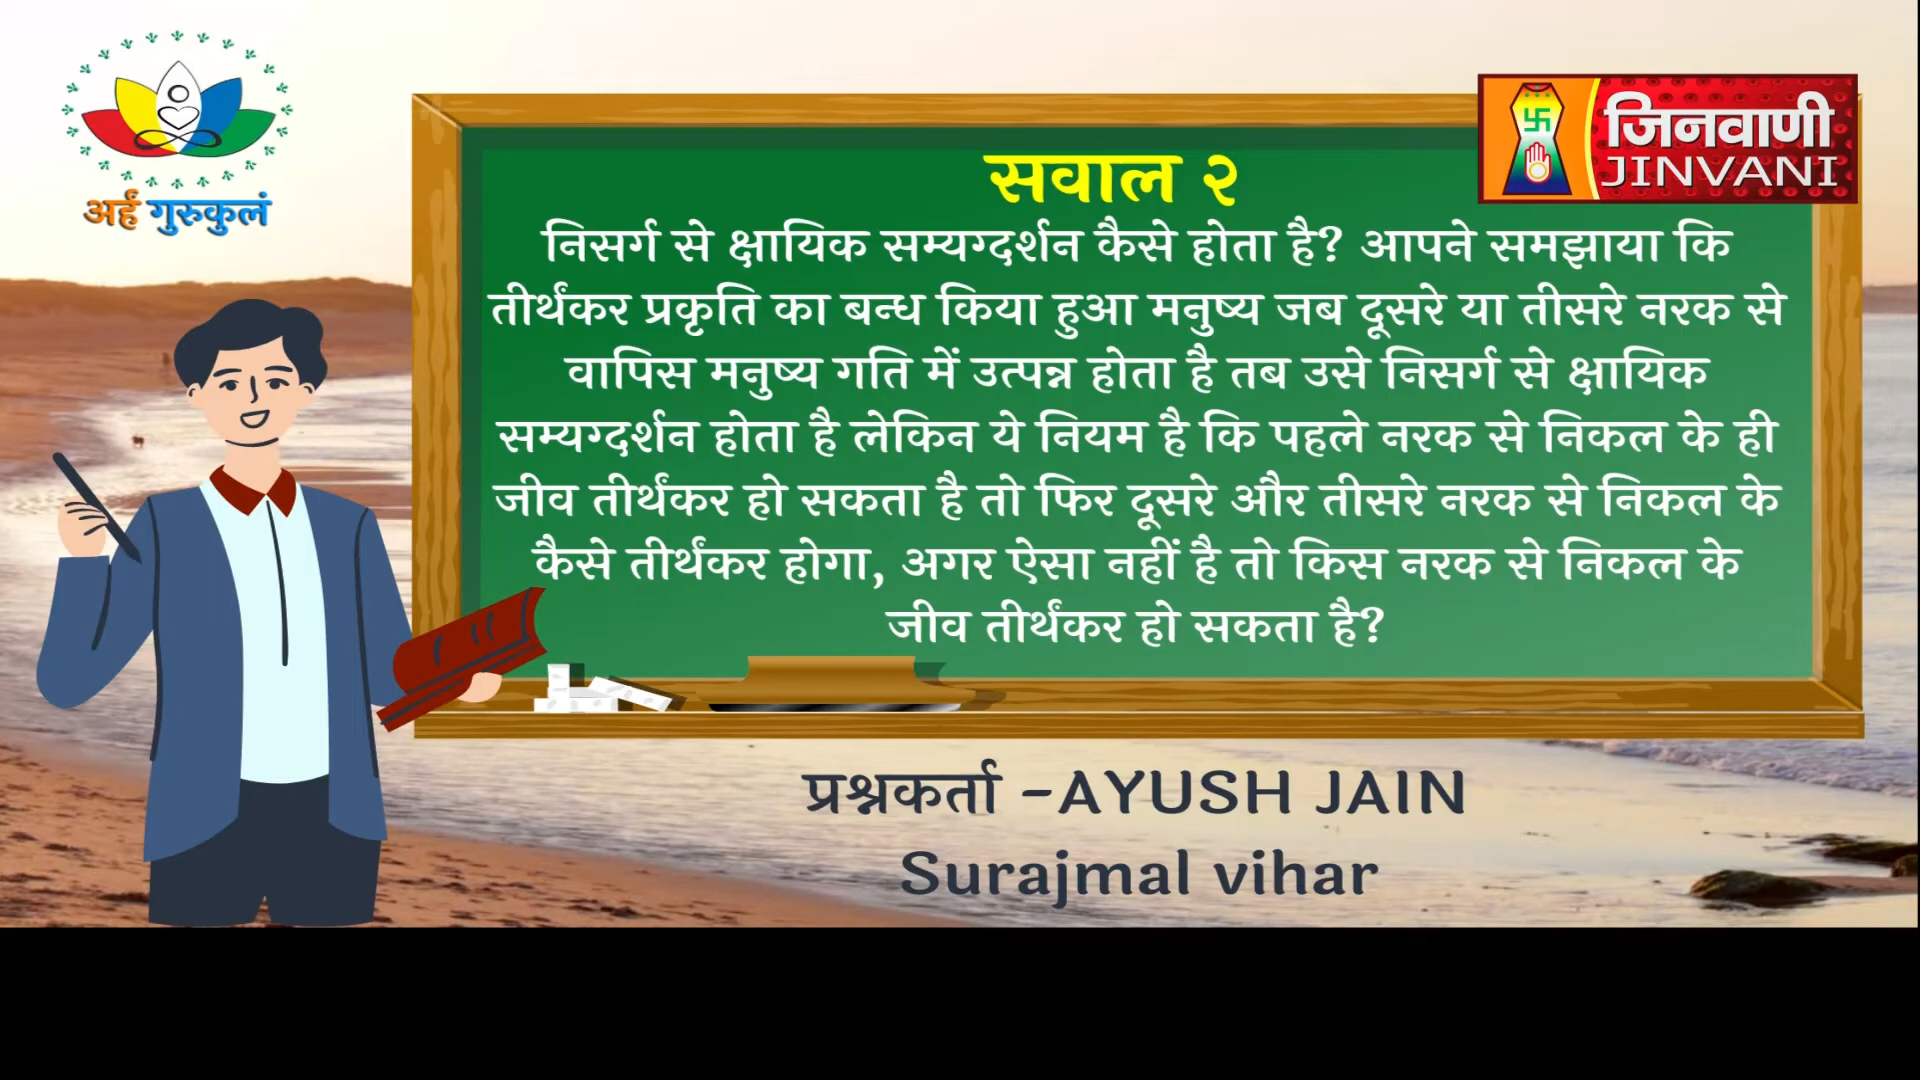 अर्हं गुरुकुलं
जिनवाणी
JINVANI
सवाल २
निसर्ग से क्षायिक सम्यग्दर्शन कैसे होता है? आपने समझाया कि
तीर्थंकर प्रकृति का बन्ध किया हुआ मनुष्य जब दूसरे या तीसरे नरक से
वापिस मनुष्य गति में उत्पन्न होता है तब उसे निसर्ग से क्षायिक
सम्यग्दर्शन होता है लेकिन ये नियम है कि पहले नरक से निकल के ही
जीव तीर्थंकर हो सकता है तो फिर दूसरे और तीसरे नरक से निकल के
कैसे तीर्थंकर होगा, अगर ऐसा नहीं है तो किस नरक से निकल के
जीव तीर्थंकर हो सकता है?
प्रश्नकर्ता -AYUSH JAIN
Surajmal vihar